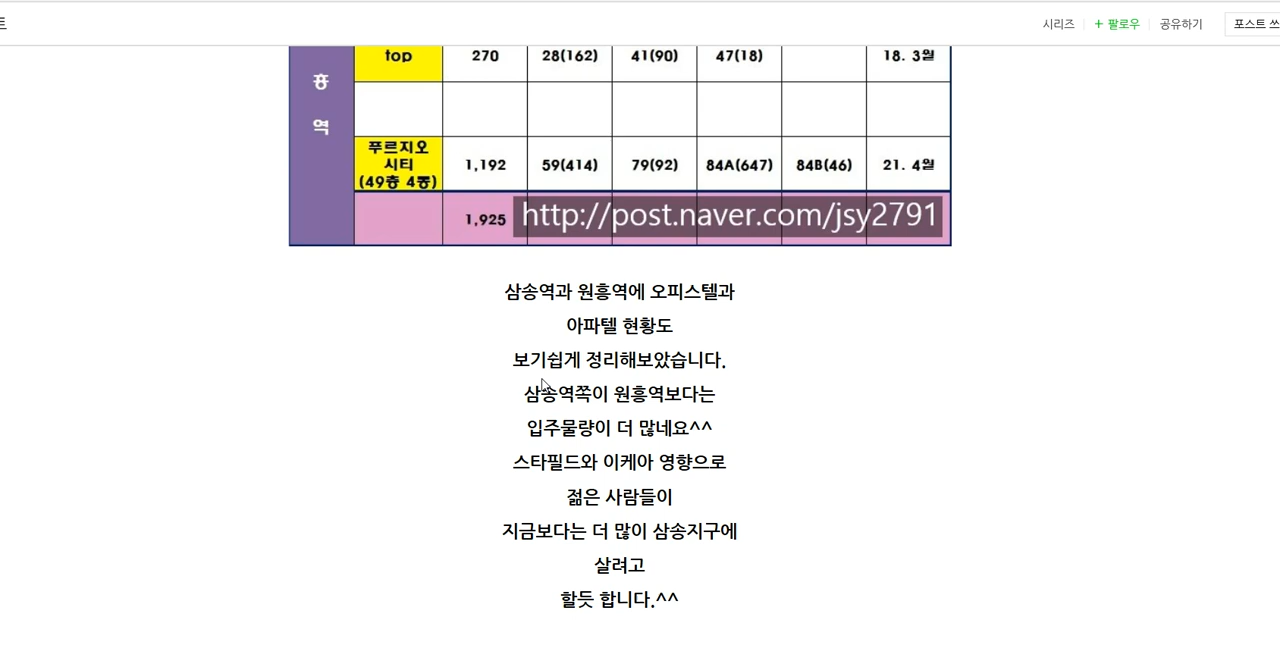 트
시리즈 + 팔로우 공유하기 포스트 쓰
top 270 28(162) 41(90) 47(18) 18. 3월
흥
역
푸르지오
시티
(49층 4동) 1,192 59(414) 79(92) 84A(647) 84B(46) 21. 4월
1,925 http://post.naver.com/jsy2791
삼송역과 원흥역에 오피스텔과
아파텔 현황도
보기쉽게 정리해보았습니다.
삼송역쪽이 원흥역보다는
입주물량이 더 많네요^^
스타필드와 이케아 영향으로
젊은 사람들이
지금보다는 더 많이 삼송지구에
살려고
할듯 합니다.^^